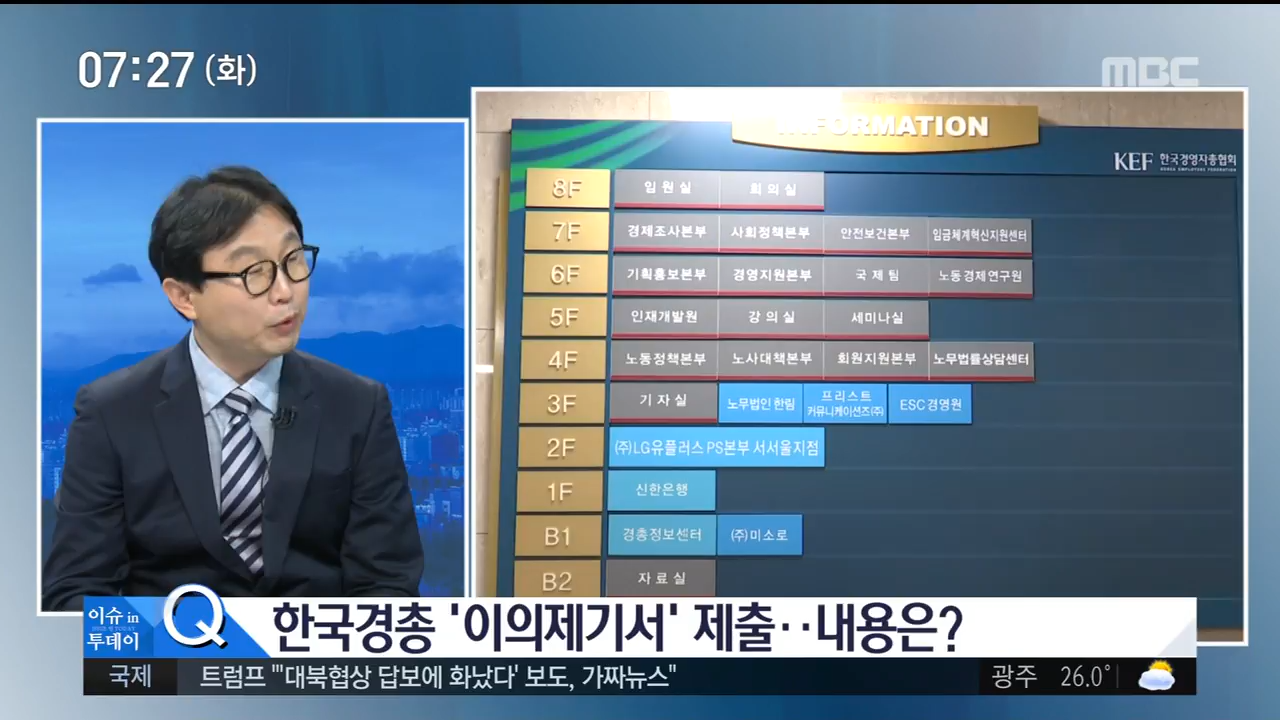 07:27 (화)
MBC
INFORMATION
KEF 한국경영자총협회
KOREA EMPLOYERS FEDERATION
8F 임원실 회의실
7F 경제조사본부 사회정책본부 안전보건본부 임금체계혁신지원센터
6F 기획홍보본부 경영지원본부 국제팀 노동경제연구원
5F 인재개발원 강의실 세미나실
4F 노동정책본부 노사대책본부 회원지원본부 노무법률상담센터
3F 기자실 노무법인 한림 프리스트 커뮤니케이션즈(주) ESC경영원
2F (주)LG유플러스 PS본부 서서울지점
1F 신한은행
B1 경총정보센터 (주)미소로
B2 자료실
이슈 in
투데이
Q 한국경총 '이의제기서' 제출‥내용은?
국제 트럼프 "'대북협상 답보에 화났다' 보도, 가짜뉴스"
광주 26.0°